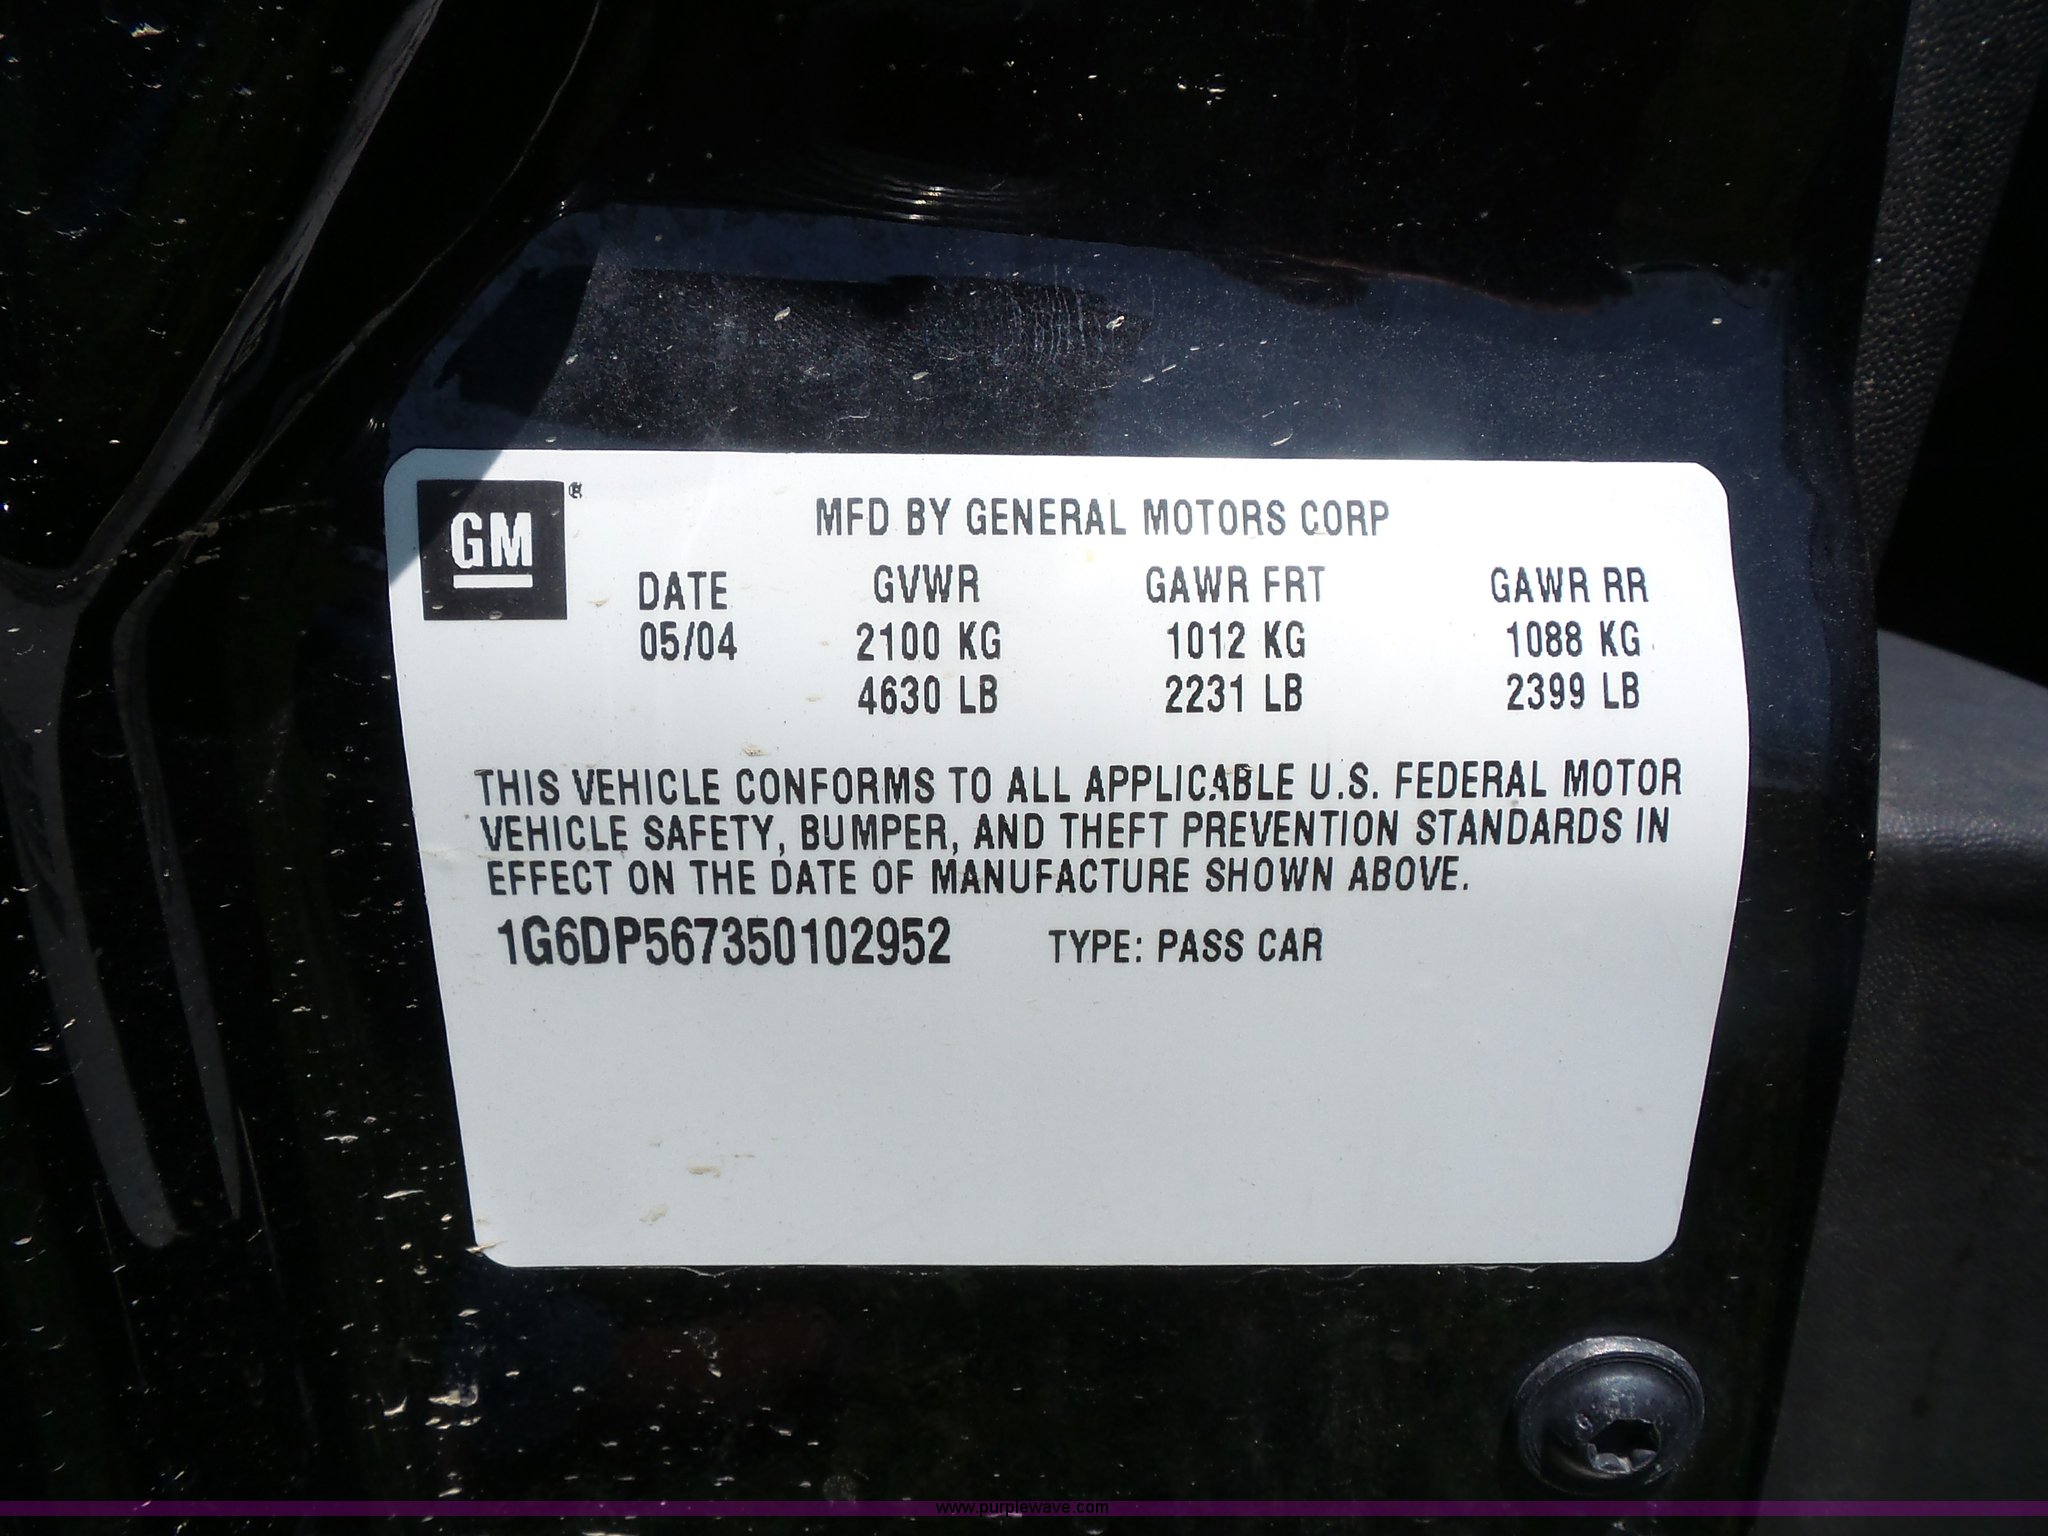 GM ®
MFD BY GENERAL MOTORS CORP
DATE GVWR GAWR FRT GAWR RR
05/04 2100 KG 1012 KG 1088 KG
4630 LB 2231 LB 2399 LB
THIS VEHICLE CONFORMS TO ALL APPLICABLE U.S. FEDERAL MOTOR
VEHICLE SAFETY, BUMPER, AND THEFT PREVENTION STANDARDS IN
EFFECT ON THE DATE OF MANUFACTURE SHOWN ABOVE.
1G6DP567350102952 TYPE: PASS CAR
www.purplewave.com